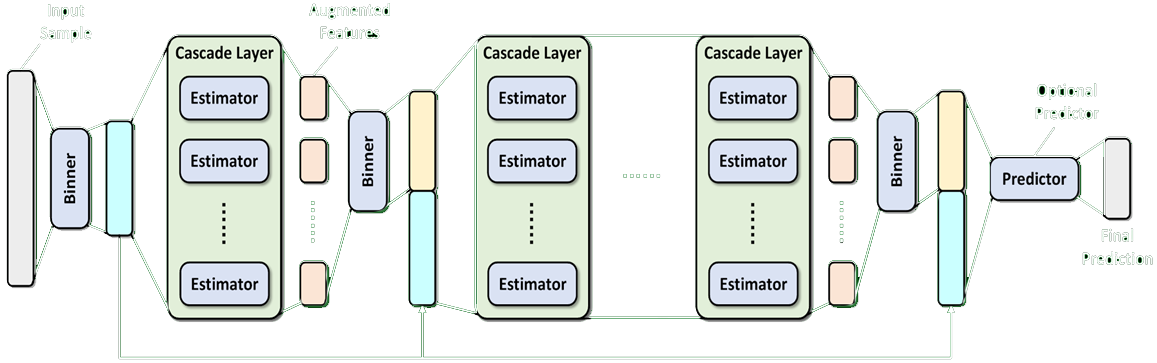 Input
Sample
Augmented
Features
Cascade Layer
Estimator
Estimator
Estimator
Binner
Binner
Cascade Layer
Estimator
Estimator
Estimator
Cascade Layer
Estimator
Estimator
Estimator
Binner
Optional
Predictor
Predictor
Final
Prediction